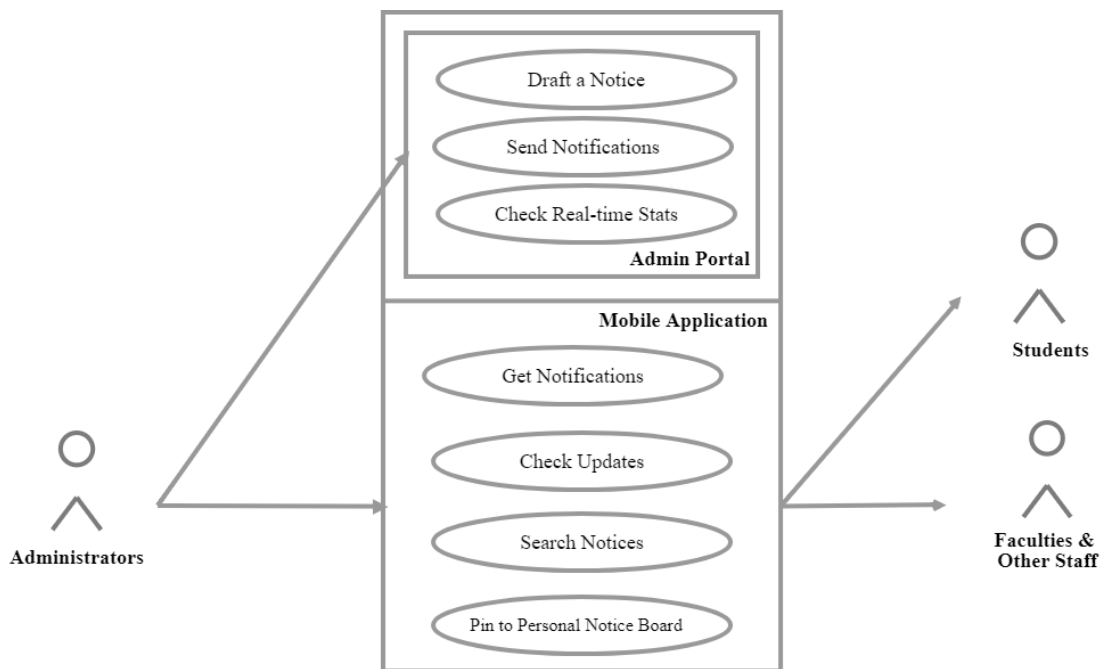 Draft a Notice
Send Notifications
Check Real-time Stats
Admin Portal
Mobile Application
Get Notifications
Check Updates
Search Notices
Pin to Personal Notice Board
Administrators
Students
Faculties &
Other Staff